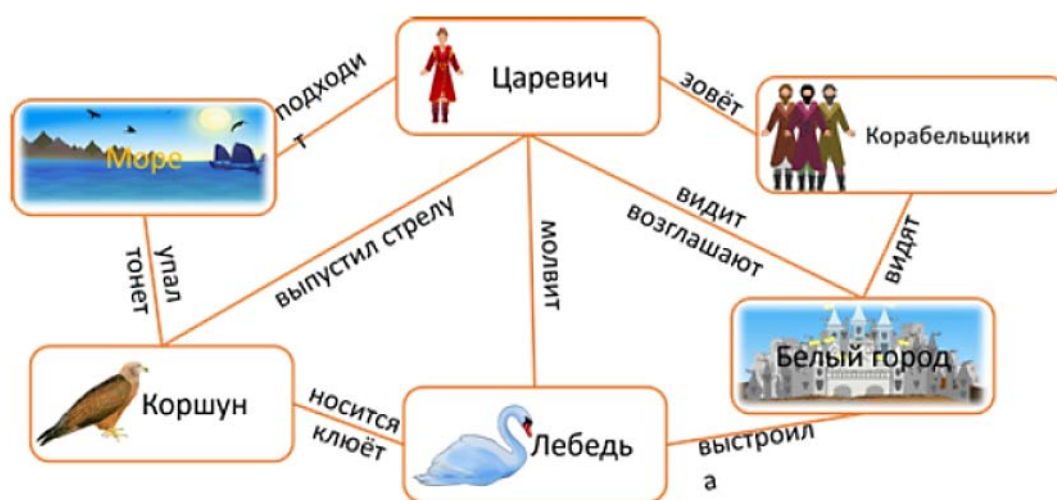 Царевич
подходи
т
зовёт
Море
Корабельщики
упал
тонет
выпустил стрелу
молвит
видит
возглашают
видят
Белый город
Коршун
носится
клюёт
Лебедь
выстроил
а